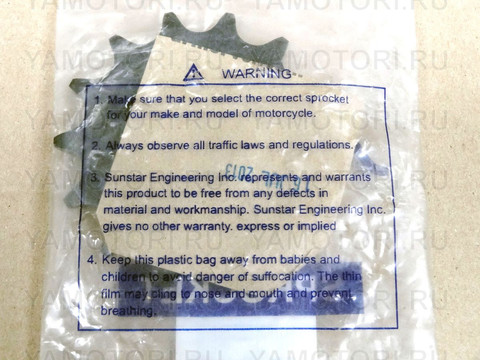 YAMOTORI.RU
WARNING
1. Make sure that you select the correct sprocket
for your make and model of motorcycle.
2. Always observe all traffic laws and regulations.
3. Sunstar Engineering Inc. represents and warrants
this product to be free from any defects in
material and workmanship. Sunstar Engineering Inc.
gives no other warranty. express or implied
4. Keep this plastic bag away from babies and
children to avoid danger of suffocation. The thin
film may cling to nose and mouth and prevent
breathing.